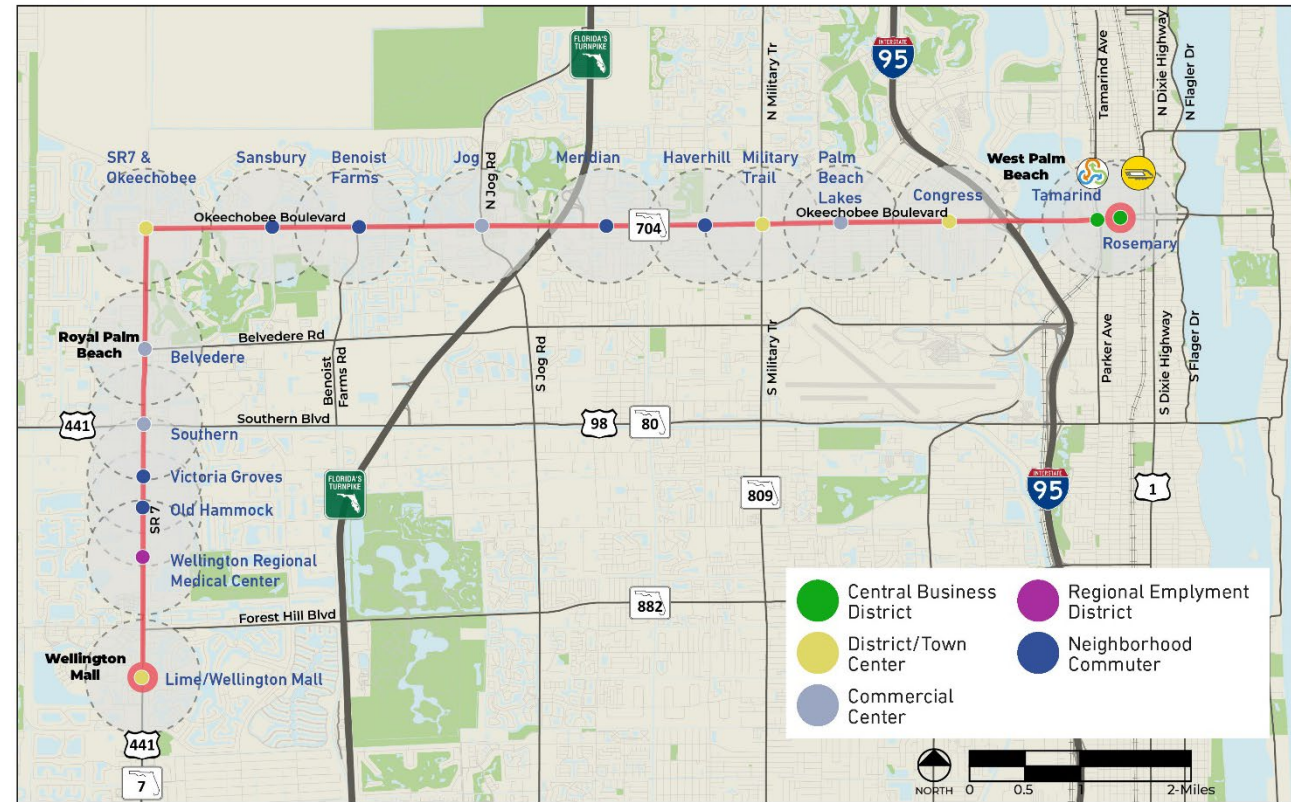 FLORIDA'S
TURNPIKE
INTERSTATE
95
N Military Tr
Tamarind Ave
N Dixie Highway
N Flagler Dr
SR7 &
Okeechobee
Sansbury
Benoist
Farms
Jog
N Jog Rd
Meridian
Haverhill
Military
Trail
Palm
Beach
Lakes
Congress
West Palm
Beach
Tamarind
Okeechobee Boulevard
704
Okeechobee Boulevard
Rosemary
Royal Palm
Beach
Belvedere
Belvedere Rd
Benoist
Farms Rd
S Jog Rd
S Military Tr
Parker Ave
S Dixie Highway
S Flager Dr
441
Southern Blvd
98
80
Southern
Victoria Groves
FLORIDA'S
TURNPIKE
809
INTERSTATE
95
1
Old Hammock
SR 7
Wellington Regional
Medical Center
Forest Hill Blvd
882
Wellington
Mall
Lime/Wellington Mall
441
7
Central Business
District
District/Town
Center
Commercial
Center
Regional Emplyment
District
Neighborhood
Commuter
NORTH
0 0.5 1 2-Miles